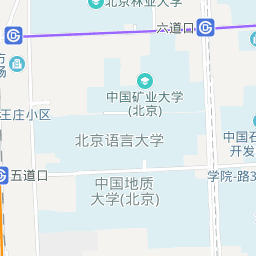 北京林业大学
六道口
方
场
中国矿业大学
(北京)
王庄小区
中国石
开发
北京语言大学
五道口
学院-路3
中国地质
大学(北京)